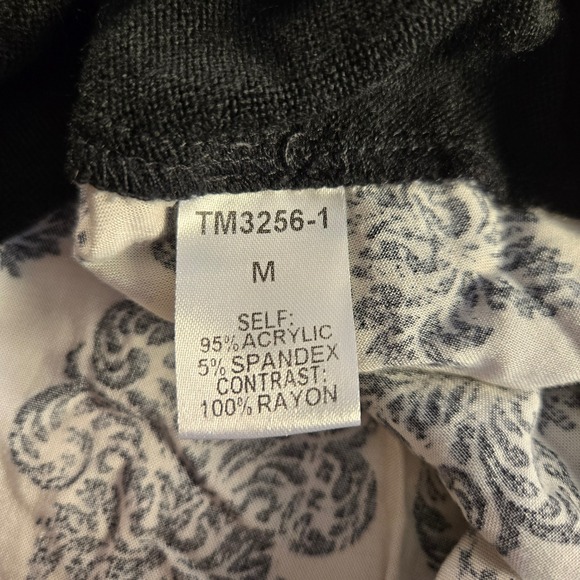 TM3256-1
M
SELF:
95% ACRYLIC
5% SPANDEX
CONTRAST:
100% RAYON